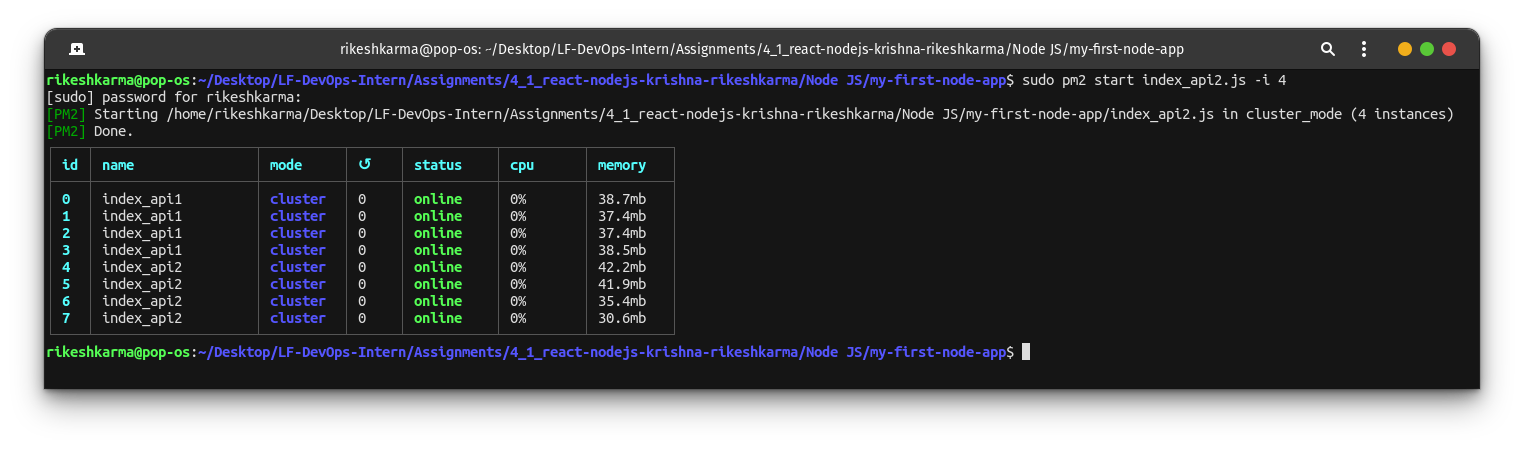 rikeshkarma@pop-os: ~/Desktop/LF-DevOps-Intern/Assignments/4_1_react-nodejs-krishna-rikeshkarma/Node JS/my-first-node-app
rikeshkarma@pop-os:~/Desktop/LF-DevOps-Intern/Assignments/4_1_react-nodejs-krishna-rikeshkarma/Node JS/my-first-node-app$ sudo pm2 start index_api2.js -i 4
[sudo] password for rikeshkarma:
[PM2] Starting /home/rikeshkarma/Desktop/LF-DevOps-Intern/Assignments/4_1_react-nodejs-krishna-rikeshkarma/Node JS/my-first-node-app/index_api2.js in cluster_mode (4 instances)
[PM2] Done.
id name mode ↺ status cpu memory
0 index_api1 cluster 0 online 0% 38.7mb
1 index_api1 cluster 0 online 0% 37.4mb
2 index_api1 cluster 0 online 0% 37.4mb
3 index_api1 cluster 0 online 0% 38.5mb
4 index_api2 cluster 0 online 0% 42.2mb
5 index_api2 cluster 0 online 0% 41.9mb
6 index_api2 cluster 0 online 0% 35.4mb
7 index_api2 cluster 0 online 0% 30.6mb
rikeshkarma@pop-os:~/Desktop/LF-DevOps-Intern/Assignments/4_1_react-nodejs-krishna-rikeshkarma/Node JS/my-first-node-app$